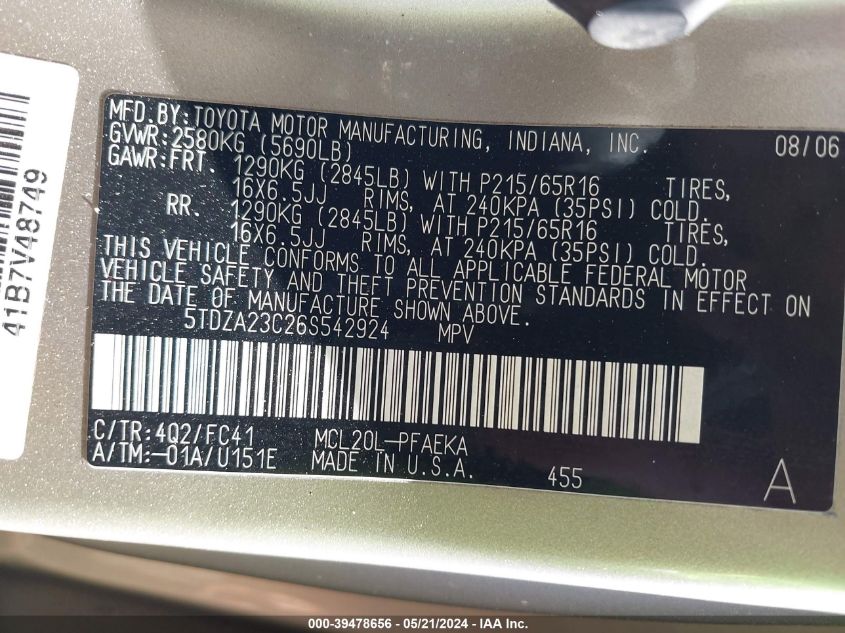 MFD.BY:TOYOTA MOTOR MANUFACTURING, INDIANA, INC. 08/06
GVWR:2580KG (5690LB)
GAWR:FRT. 1290KG (2845LB) WITH P215/65R16 TIRES,
16X6.5JJ RIMS, AT 240KPA (35PSI) COLD.
RR. 1290KG (2845LB) WITH P215/65R16 TIRES,
16X6.5JJ RIMS, AT 240KPA (35PSI) COLD.
THIS VEHICLE CONFORMS TO ALL APPLICABLE FEDERAL MOTOR
VEHICLE SAFETY AND THEFT PREVENTION STANDARDS IN EFFECT ON
THE DATE OF MANUFACTURE SHOWN ABOVE.
5TDZA23C26S542924 MPV
C/TR:4Q2/FC41 MCL20L-PFAEKA
A/TM:-01A/U151E MADE IN U.S.A. 455 A
41B7V48749
000-39478656 - 05/21/2024 - IAA Inc.